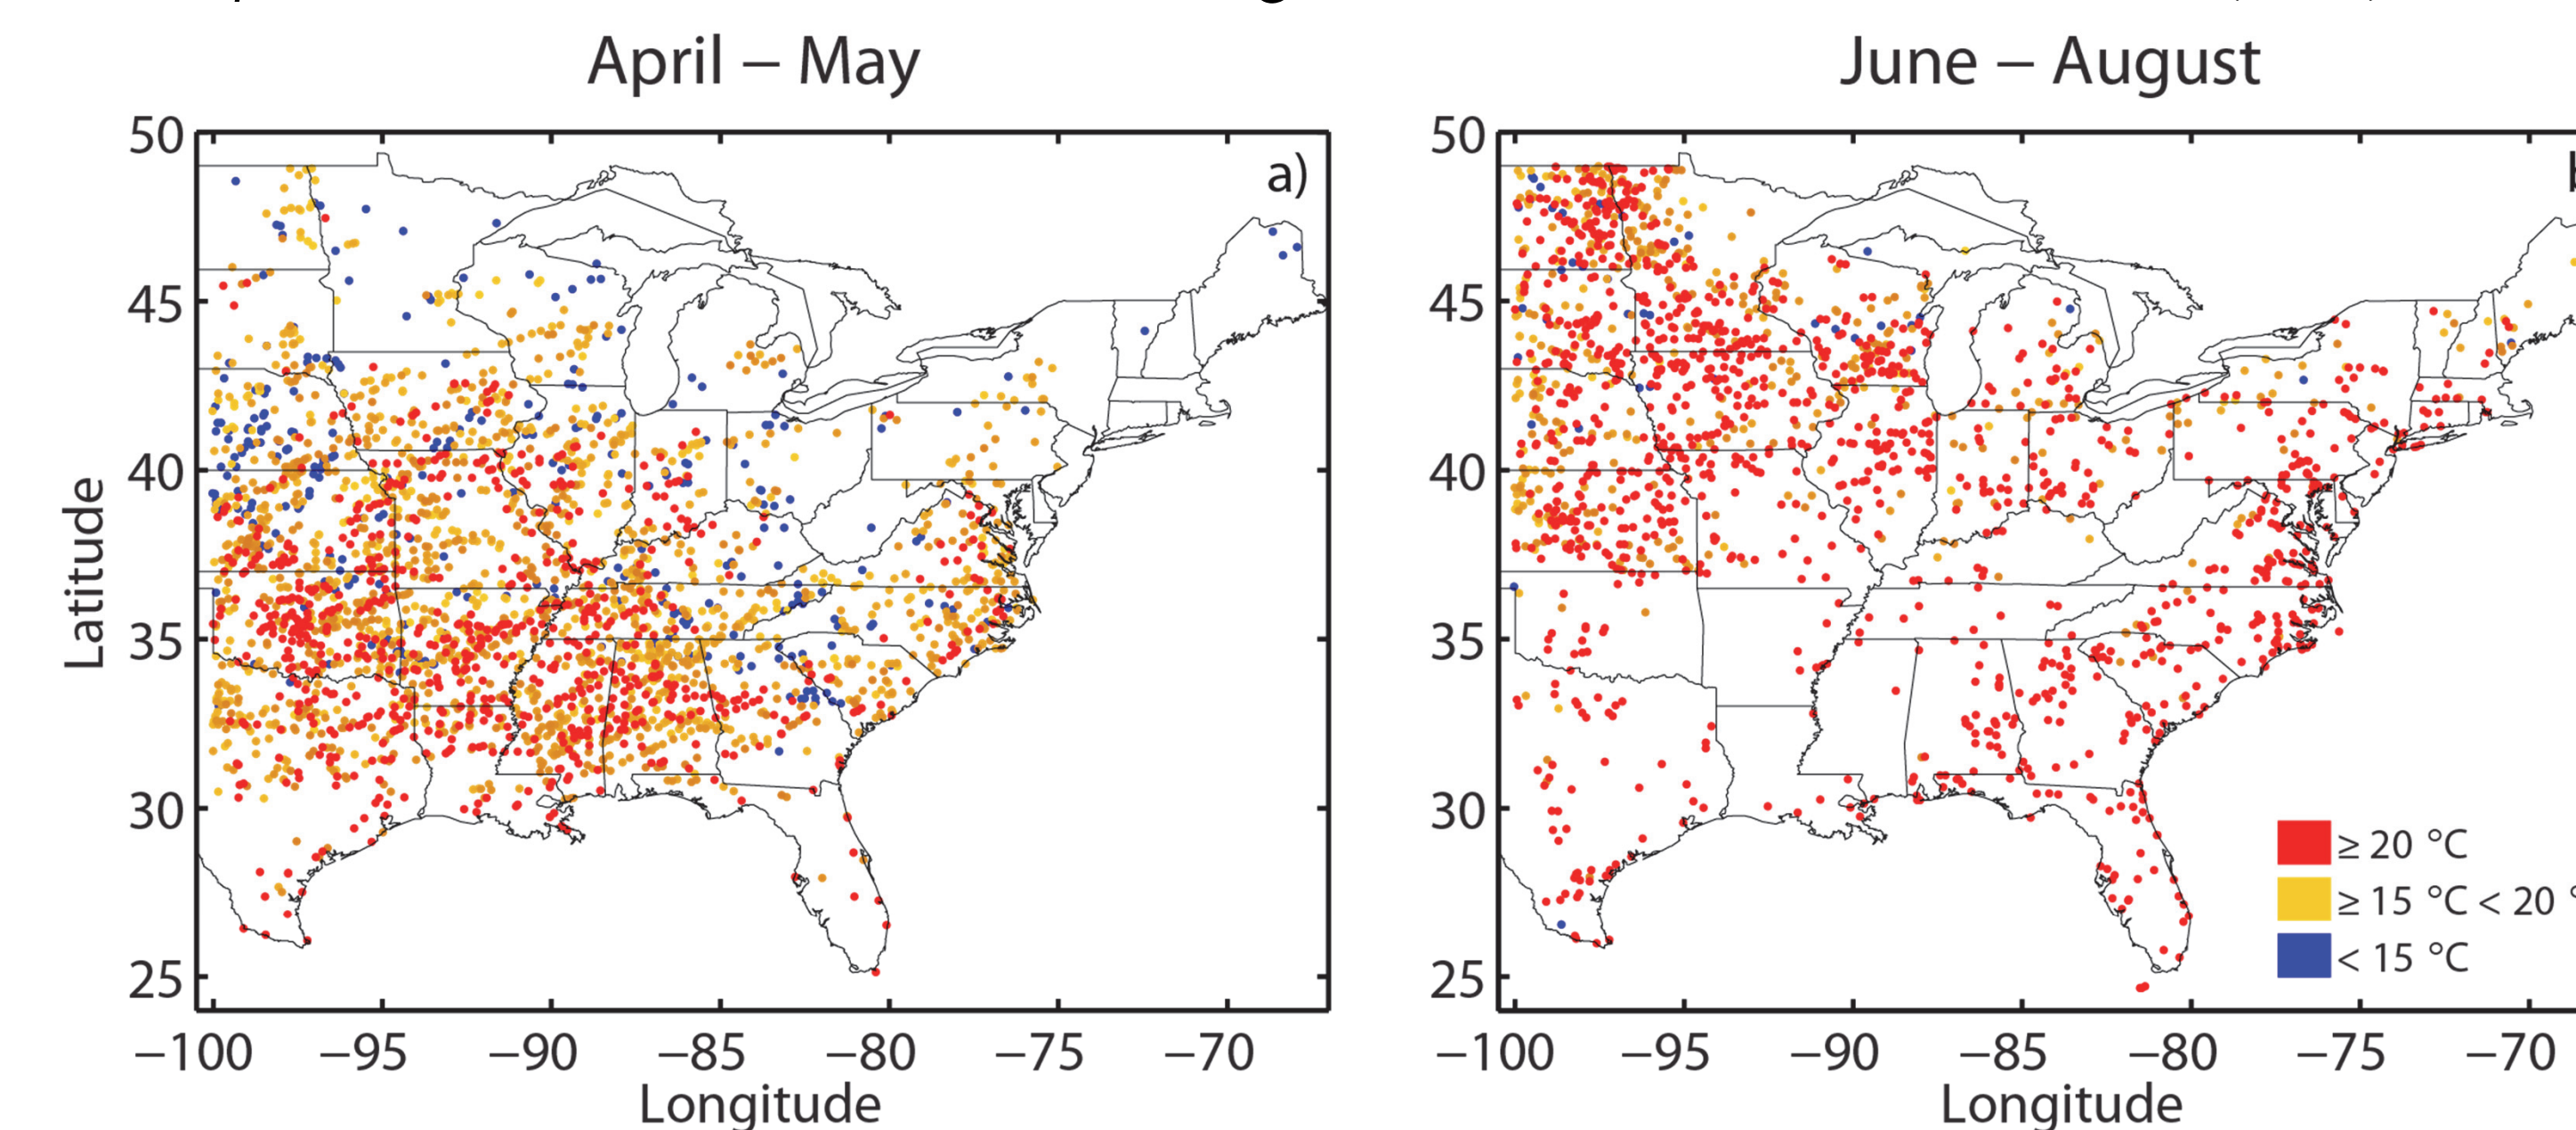 April – May
June – August
a)
50
45
40
35
30
25
Latitude
−100 −95 −90 −85 −80 −75 −70
Longitude
50
45
40
35
30
25
≥ 20 °C
≥ 15 °C < 20 °
< 15 °C
−100 −95 −90 −85 −80 −75 −70
Longitude